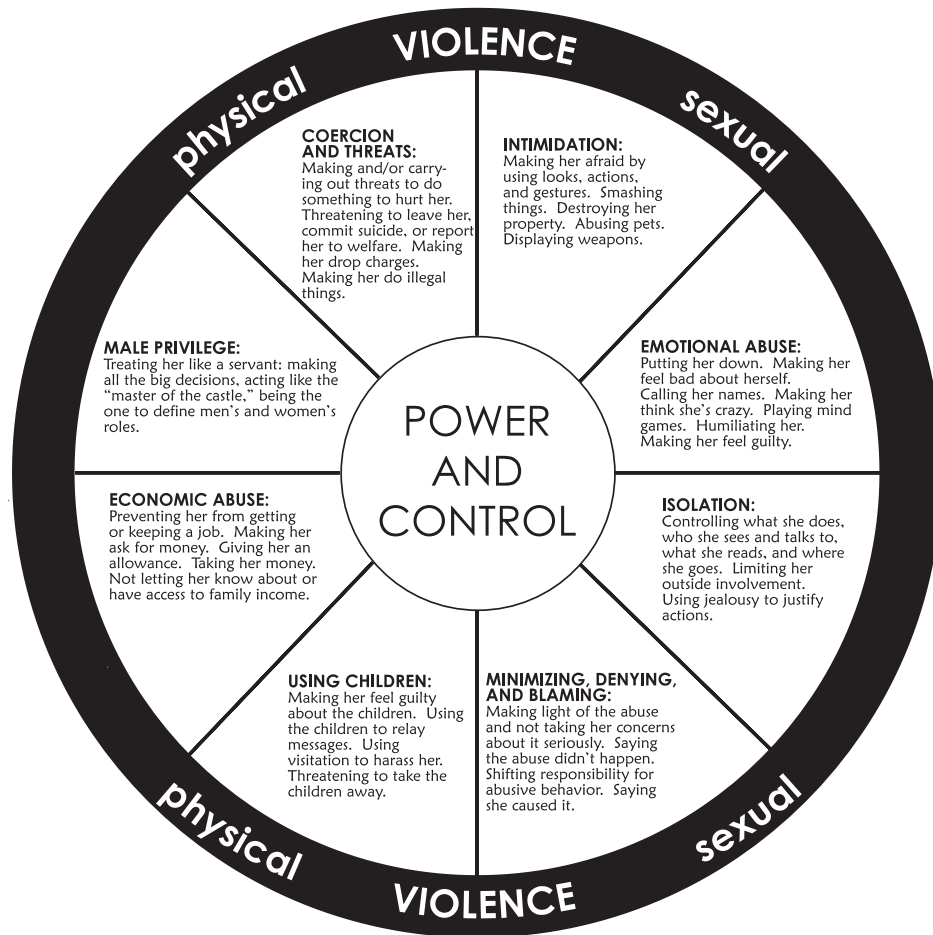 VIOLENCE
physical
sexual
COERCION
AND THREATS:
Making and/or carry-
ing out threats to do
something to hurt her.
Threatening to leave her,
commit suicide, or report
her to welfare. Making
her drop charges.
Making her do illegal
things.
INTIMIDATION:
Making her afraid by
using looks, actions,
and gestures. Smashing
things. Destroying her
property. Abusing pets.
Displaying weapons.
MALE PRIVILEGE:
Treating her like a servant: making
all the big decisions, acting like the
“master of the castle,” being the
one to define men’s and women’s
roles.
EMOTIONAL ABUSE:
Putting her down. Making her
feel bad about herself.
Calling her names. Making her
think she’s crazy. Playing mind
games. Humiliating her.
Making her feel guilty.
POWER
AND
CONTROL
ECONOMIC ABUSE:
Preventing her from getting
or keeping a job. Making her
ask for money. Giving her an
allowance. Taking her money.
Not letting her know about or
have access to family income.
ISOLATION:
Controlling what she does,
who she sees and talks to,
what she reads, and where
she goes. Limiting her
outside involvement.
Using jealousy to justify
actions.
USING CHILDREN:
Making her feel guilty
about the children. Using
the children to relay
messages. Using
visitation to harass her.
Threatening to take the
children away.
MINIMIZING, DENYING,
AND BLAMING:
Making light of the abuse
and not taking her concerns
about it seriously. Saying
the abuse didn’t happen.
Shifting responsibility for
abusive behavior. Saying
she caused it.
physical
sexual
VIOLENCE